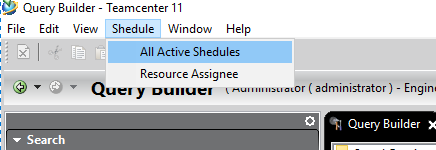 Query Builder - Teamcenter 11
File Edit View Shedule Window Help
All Active Shedules
Resource Assignee
Query Builder ( Administrator ( administrator ) - Engine
Search
Query Builder